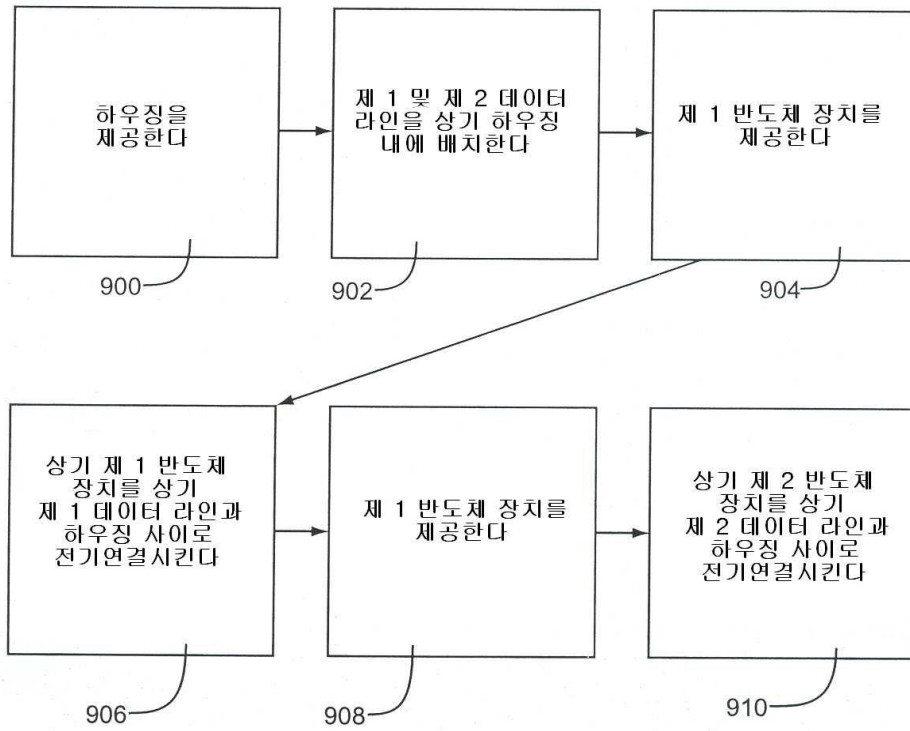 하우징을
제공한다
900
제 1 및 제 2 데이터
라인을 상기 하우징
내에 배치한다
902
제 1 반도체 장치를
제공한다
904
상기 제 1 반도체
장치를 상기
제 1 데이터 라인과
하우징 사이로
전기연결시킨다
906
제 1 반도체 장치를
제공한다
908
상기 제 2 반도체
장치를 상기
제 2 데이터 라인과
하우징 사이로
전기연결시킨다
910